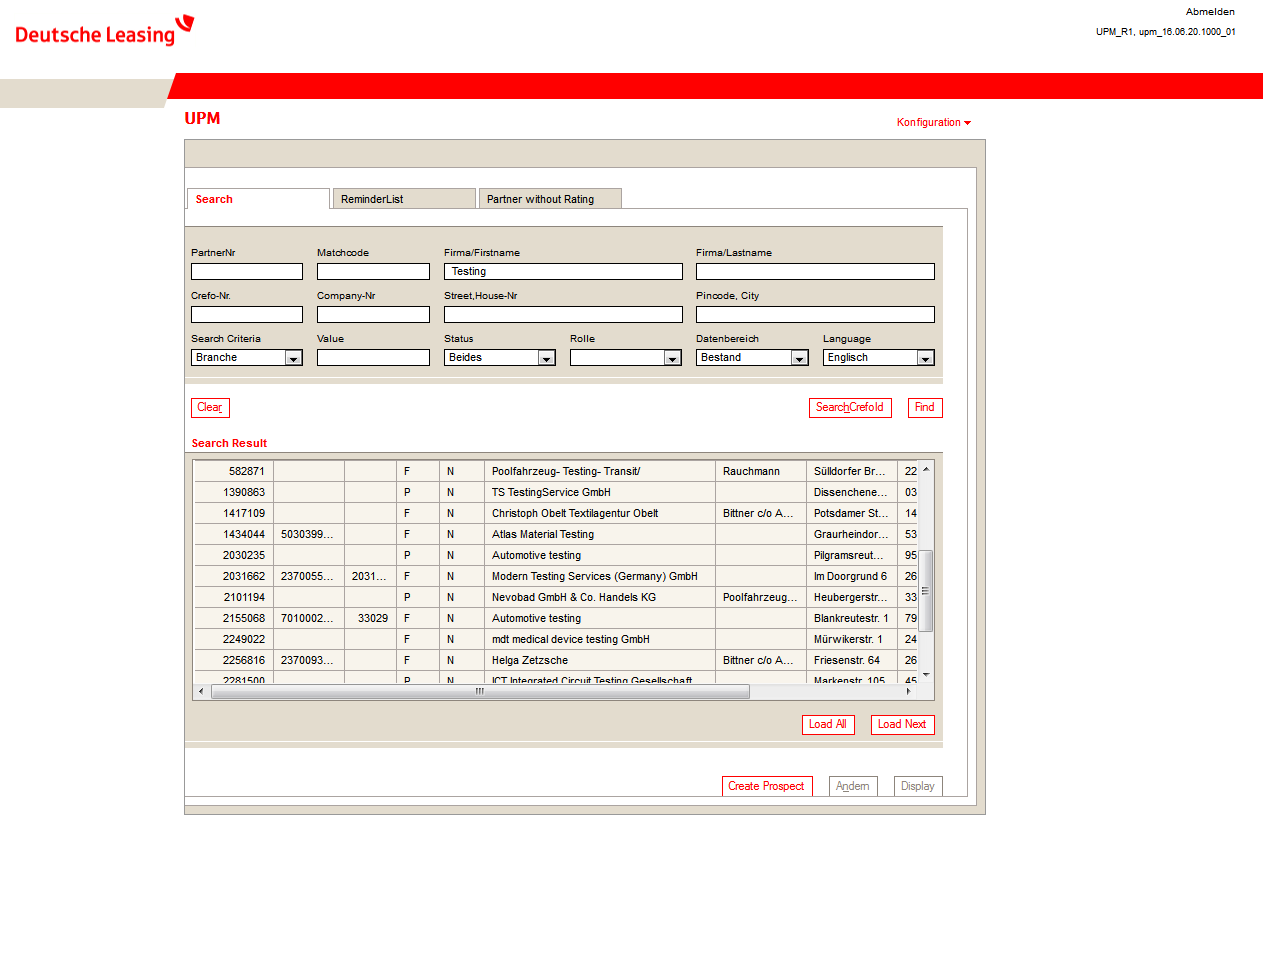 Abmelden
Deutsche Leasing
UPM_R1, upm_16.06.20.1000_01
UPM
Konfiguration
Search ReminderList Partner without Rating
PartnerNr Matchcode Firma/Firstname Firma/Lastname
Testing
Crefo-Nr. Company-Nr Street,House-Nr Pincode, City
Search Criteria Value Status Rolle Datenbereich Language
Branche Beides Bestand Englisch
Clear SearchCrefoId Find
Search Result
582871 F N Poolfahrzeug- Testing- Transit/ Rauchmann Sülldorfer Br... 22
1390863 P N TS TestingService GmbH Dissenchene... 03
1417109 F N Christoph Obelt Textilagentur Obelt Bittner c/o A... Potsdamer St... 14
1434044 5030399... F N Atlas Material Testing Graurheindor... 53
2030235 P N Automotive testing Pilgramsreut... 95
2031662 2370055... 2031... F N Modern Testing Services (Germany) GmbH Im Doorgrund 6 26
2101194 P N Nevobad GmbH & Co. Handels KG Poolfahrzeug... Heubergerstr... 33
2155068 7010002... 33029 F N Automotive testing Blankreutestr. 1 79
2249022 F N mdt medical device testing GmbH Mürwikerstr. 1 24
2256816 2370093... F N Helga Zetzsche Bittner c/o A... Friesenstr. 64 26
2281500 P N ICT Integrated Circuit Testing Gesellschaft Markenstr. 105 45
Load All Load Next
Create Prospect Ändern Display